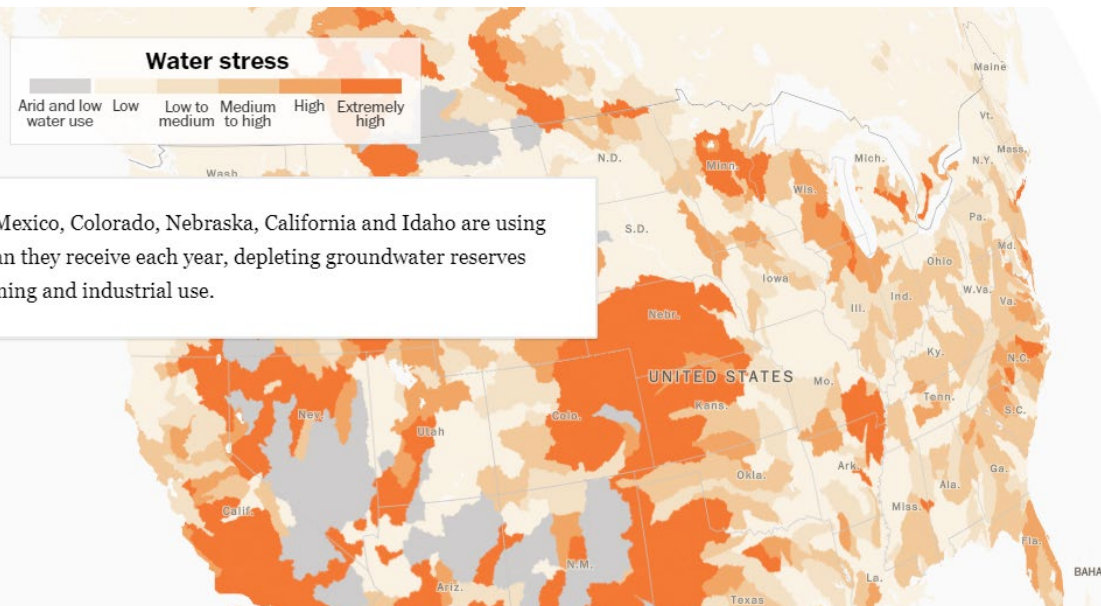 Water stress
Arid and low water use
Low
Low to medium
Medium to high
High
Extremely high
Maine
Vt.
Mass.
N.Y.
Mich.
Wash
N.D.
Minn.
Wis.
Mexico, Colorado, Nebraska, California and Idaho are using
an they receive each year, depleting groundwater reserves
ning and industrial use.
S.D.
Pa.
Md.
Ohio
Iowa
Ind.
W.Va.
Va.
Ill.
Nebr.
Ky.
N.C.
UNITED STATES
Mo.
Nev.
Colo.
Kans.
Tenn.
S.C.
Utah
Okla.
Ark.
Ga.
Ala.
Miss.
Calif.
Fla.
N.M.
Ariz.
La.
Texas
BAHA